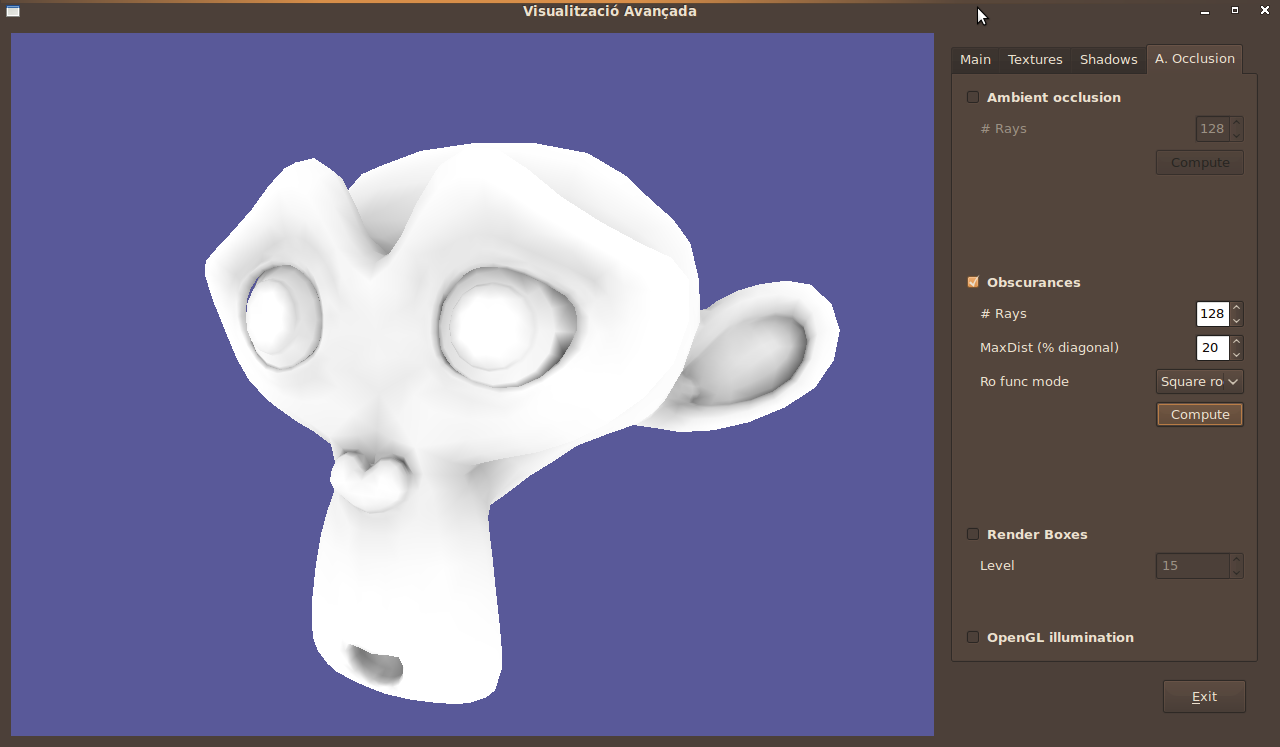 Visualització Avançada
Main Textures Shadows A. Occlusion
Ambient occlusion
# Rays 128
Compute
Obscurances
# Rays 128
MaxDist (% diagonal) 20
Ro func mode Square ro
Compute
Render Boxes
Level 15
OpenGL illumination
Exit